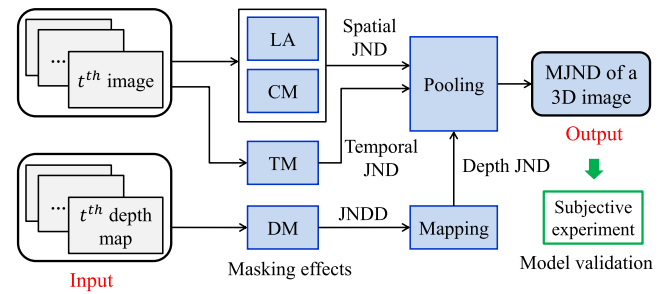 ...
t^th image
...
t^th depth
map
Input
LA
CM
TM
DM
Masking effects
Spatial
JND
Temporal
JND
JNDD
Pooling
Mapping
Depth JND
MJND of a
3D image
Output
Subjective
experiment
Model validation